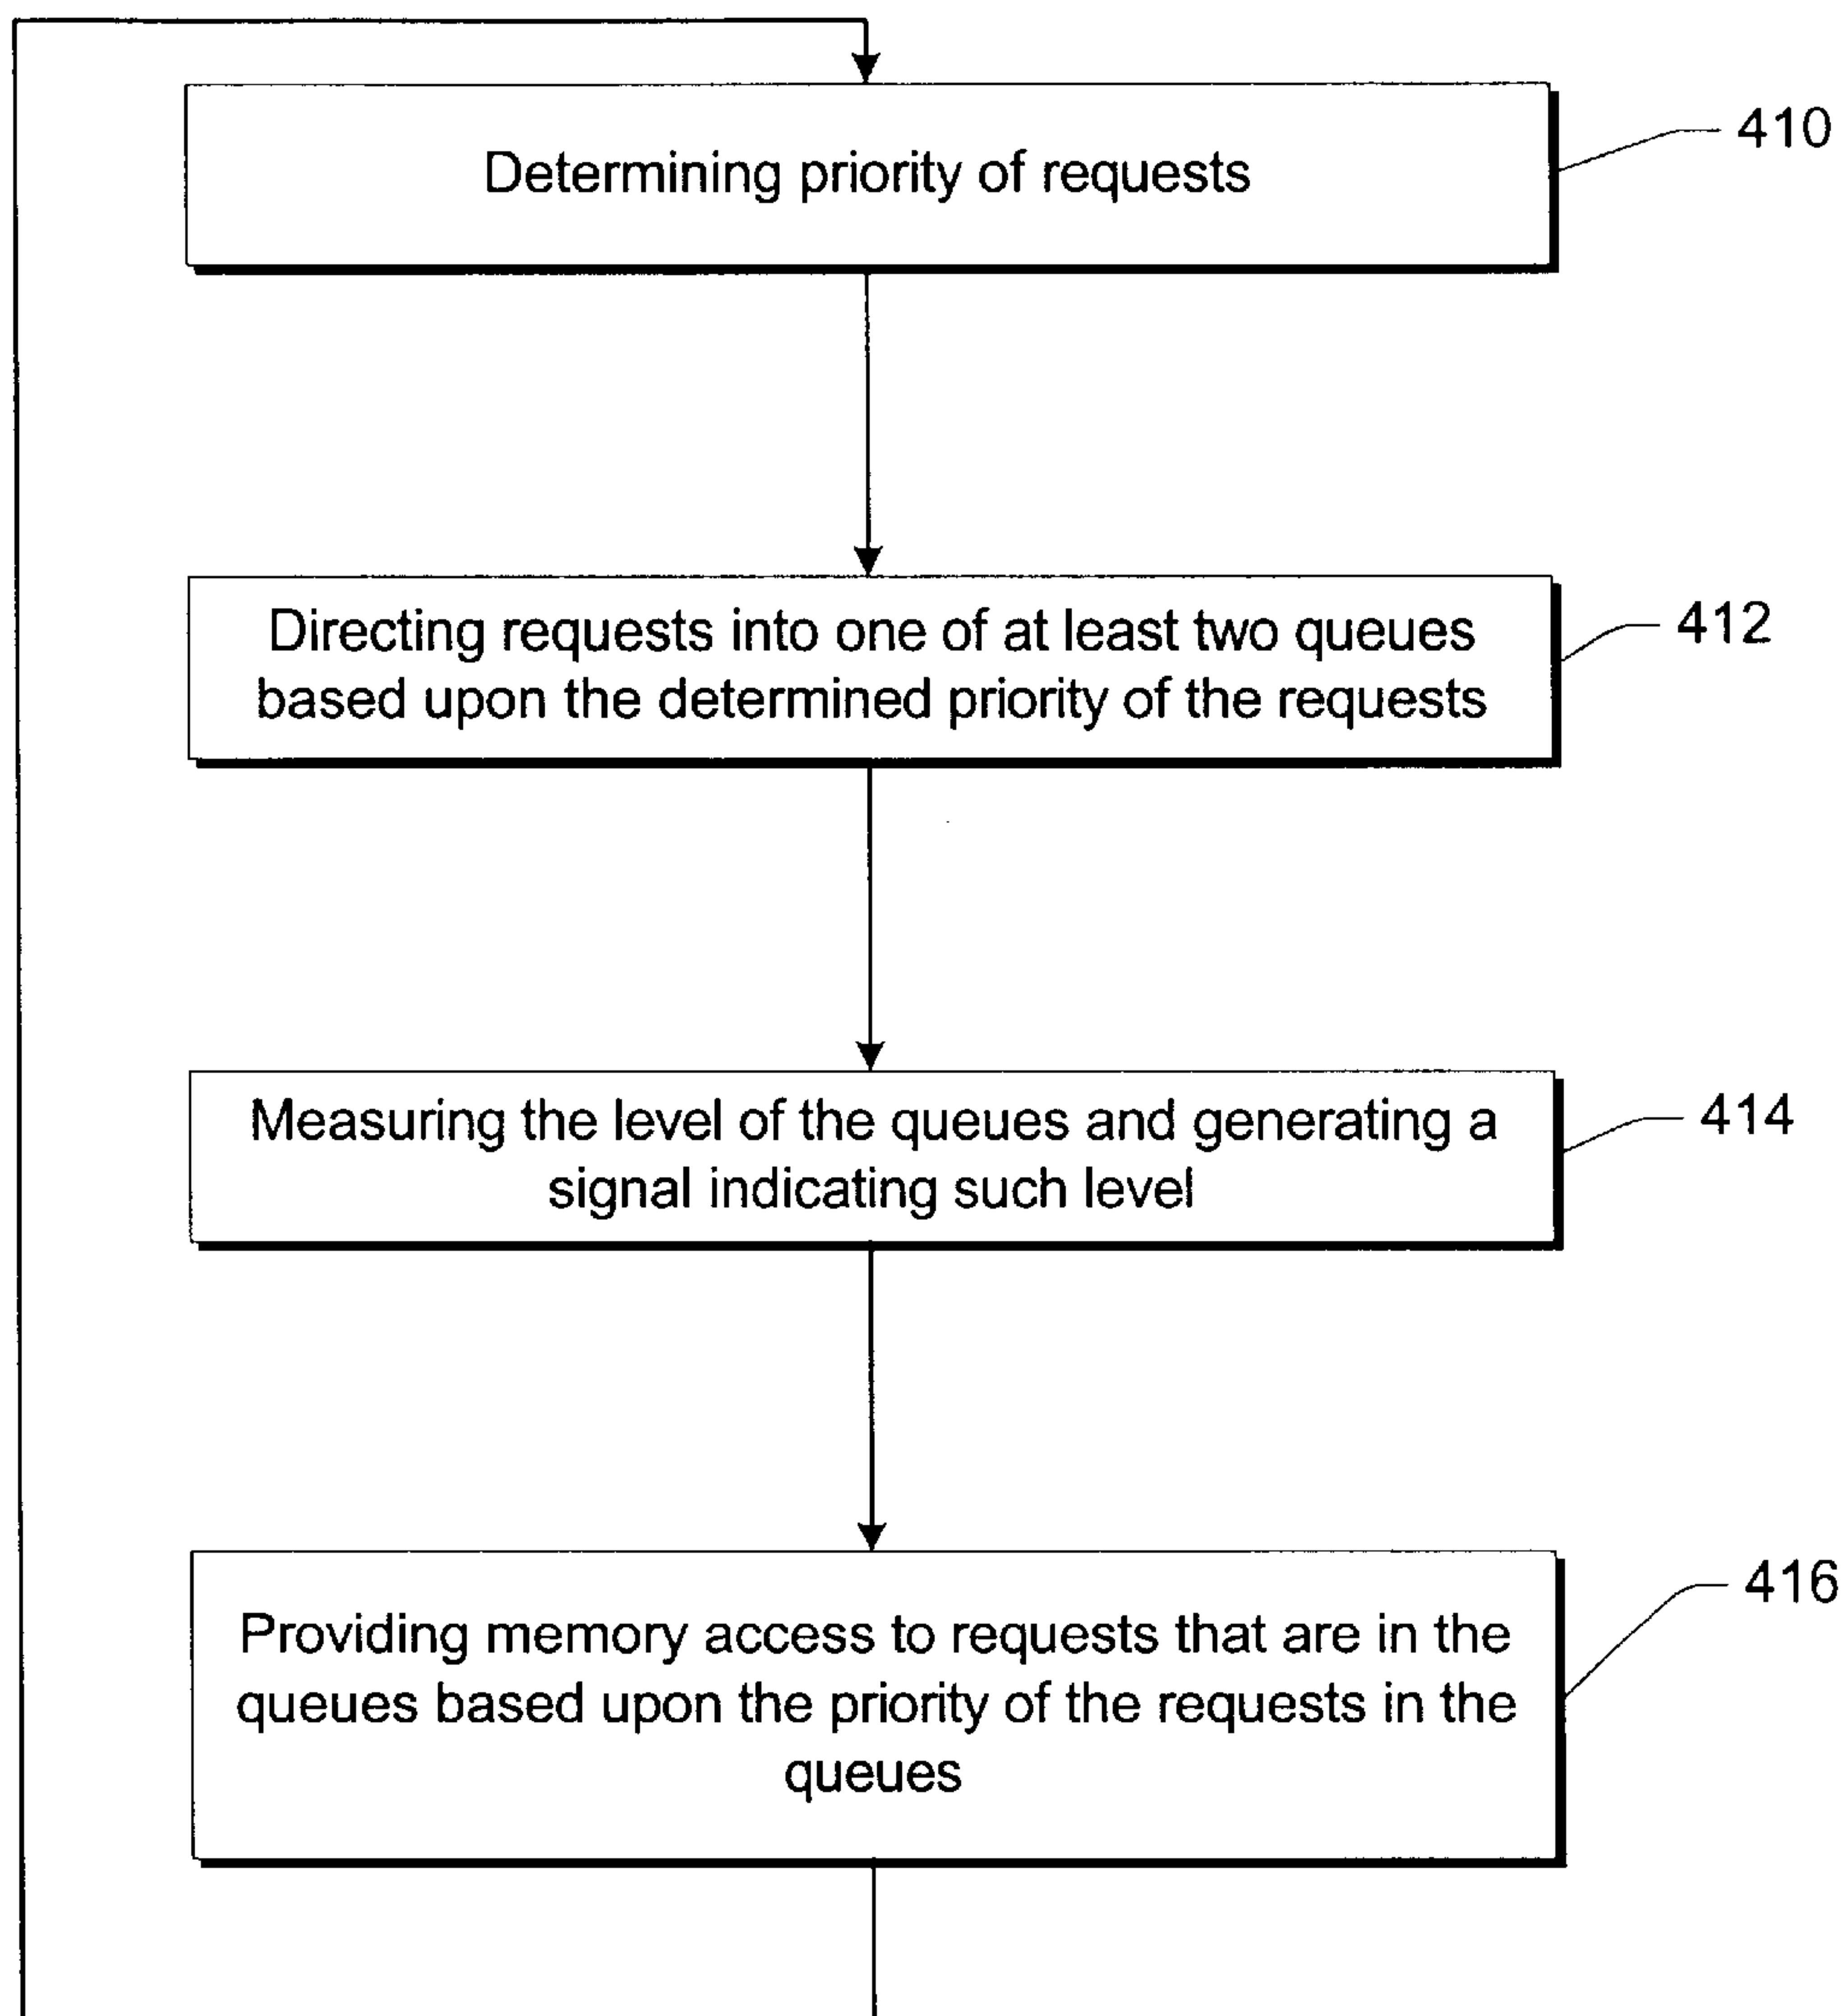 Determining priority of requests
410
Directing requests into one of at least two queues
based upon the determined priority of the requests
412
Measuring the level of the queues and generating a
signal indicating such level
414
Providing memory access to requests that are in the
queues based upon the priority of the requests in the
queues
416